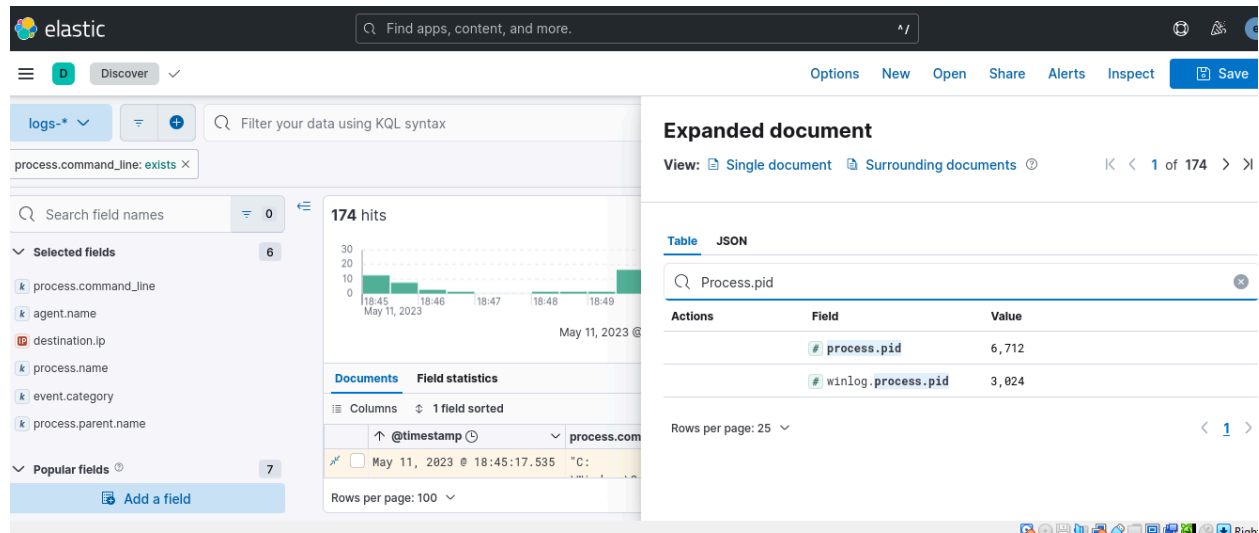 elastic
Find apps, content, and more.
^/
D
Discover
Options
New
Open
Share
Alerts
Inspect
Save
logs-*
Filter your data using KQL syntax
process.command_line: exists ×
Search field names
0
Selected fields
6
k process.command_line
k agent.name
IP destination.ip
k process.name
k event.category
k process.parent.name
Popular fields
7
Add a field
174 hits
30
20
10
0
18:45 18:46 18:47 18:48 18:49
May 11, 2023
May 11, 2023 @
Documents
Field statistics
Columns
1 field sorted
@timestamp
process.com
May 11, 2023 @ 18:45:17.535
"C:
Rows per page: 100
Expanded document
View:
Single document
Surrounding documents
1 of 174
Table
JSON
Process.pid
Actions
Field
Value
# process.pid
6,712
# winlog.process.pid
3,024
Rows per page: 25
1
Right